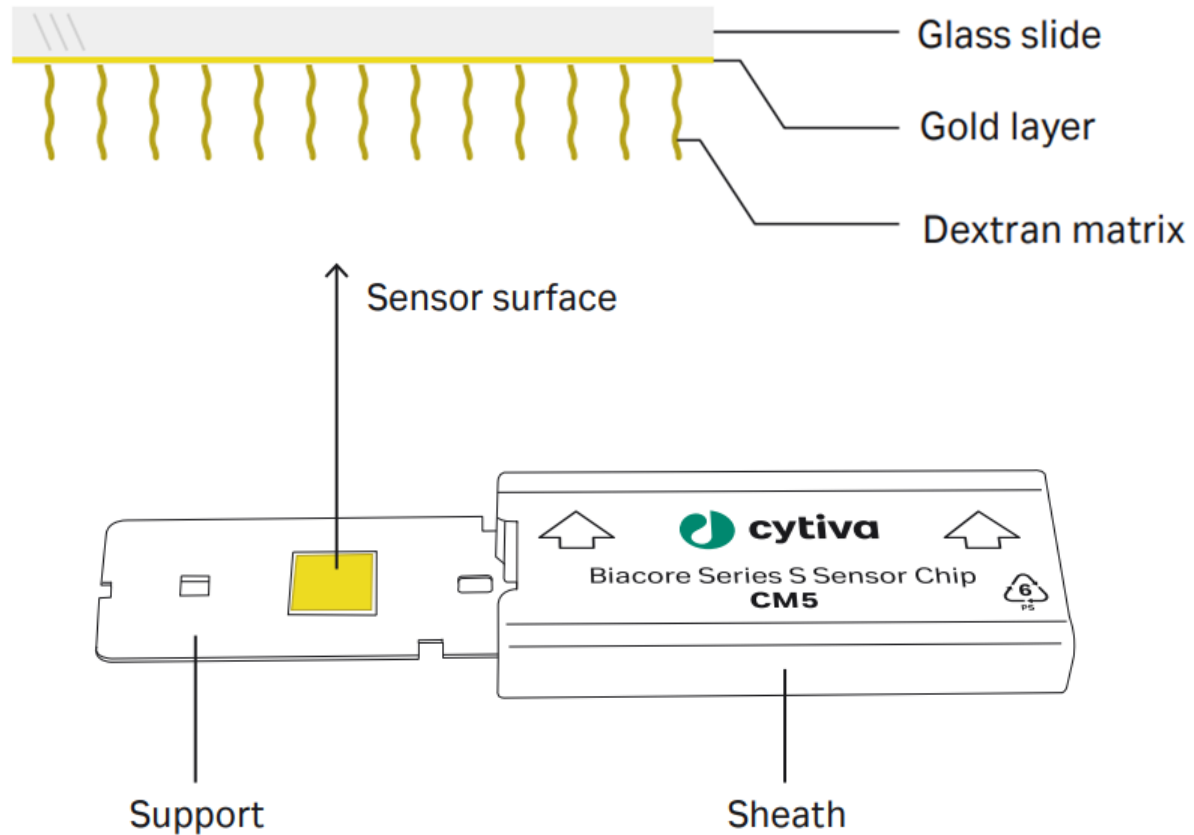 Glass slide
Gold layer
Dextran matrix
Sensor surface
cytiva
Biacore Series S Sensor Chip
CM5
6
PS
Support
Sheath